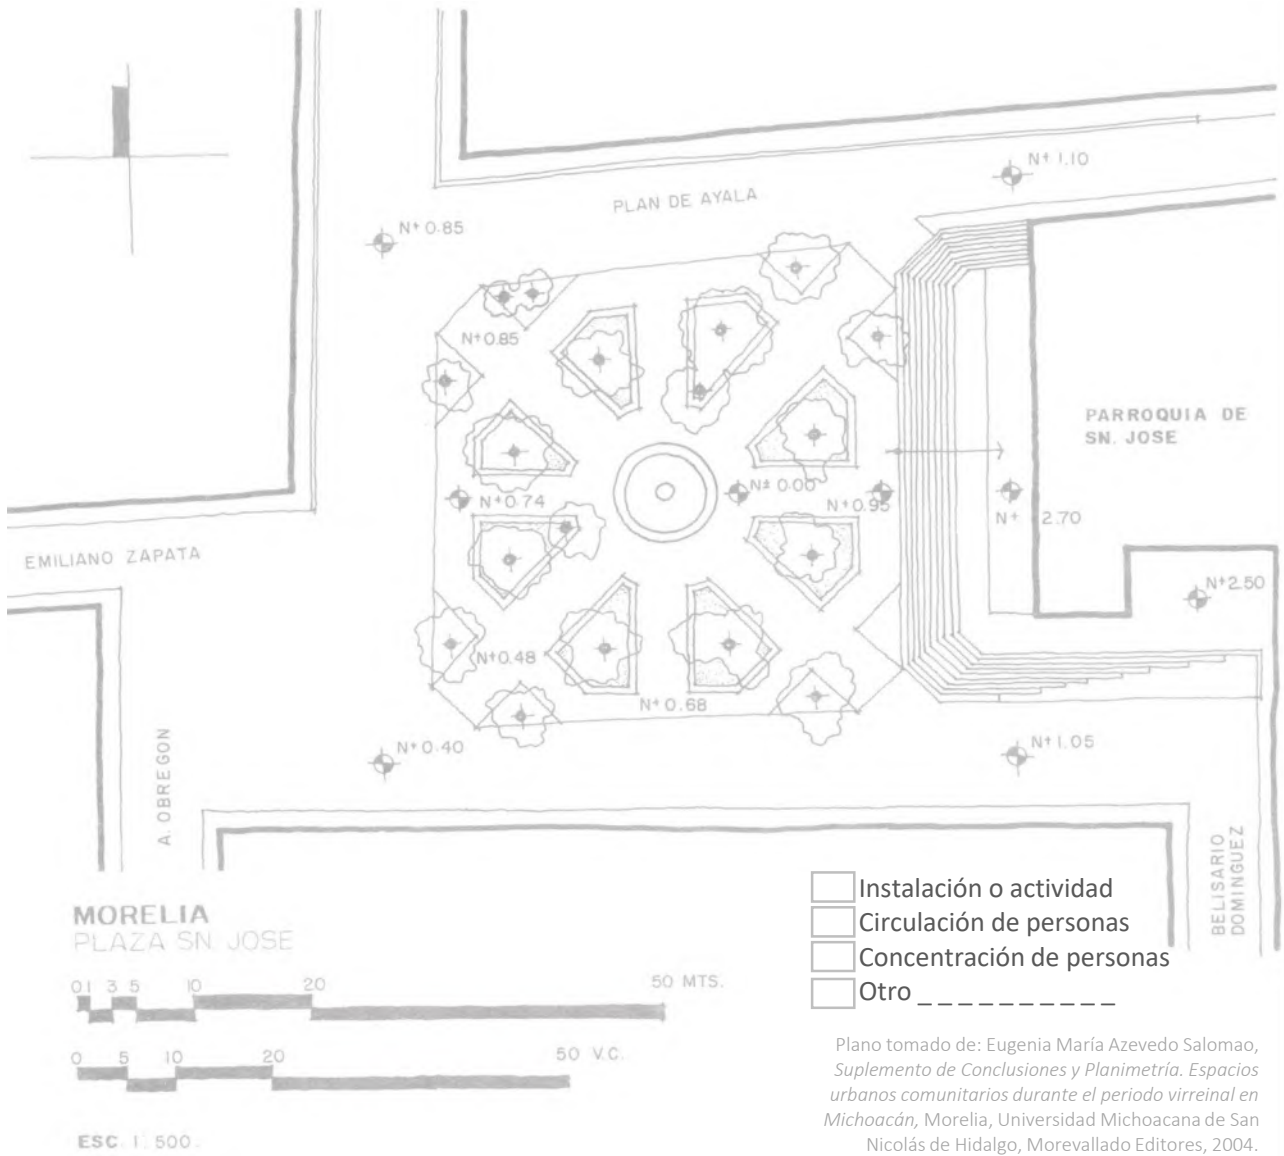 N+ 1.10
PLAN DE AYALA
N+ 0.85
N+0.85
PARROQUIA DE
SN. JOSE
N± 0.00
N+0.74
N+0.95
N+ 2.70
EMILIANO ZAPATA
N+2.50
N+0.48
N+0.68
N+0.40
N+1.05
A. OBREGON
BELISARIO
DOMINGUEZ
MORELIA
PLAZA SN. JOSE
0 1 3 5 10 20 50 MTS.
0 5 10 20 50 V.C.
ESC. 1:500.
Instalación o actividad
Circulación de personas
Concentración de personas
Otro _ _ _ _ _ _ _ _ _ _
Plano tomado de: Eugenia María Azevedo Salomao,
Suplemento de Conclusiones y Planimetría. Espacios
urbanos comunitarios durante el periodo virreinal en
Michoacán, Morelia, Universidad Michoacana de San
Nicolás de Hidalgo, Morevallado Editores, 2004.